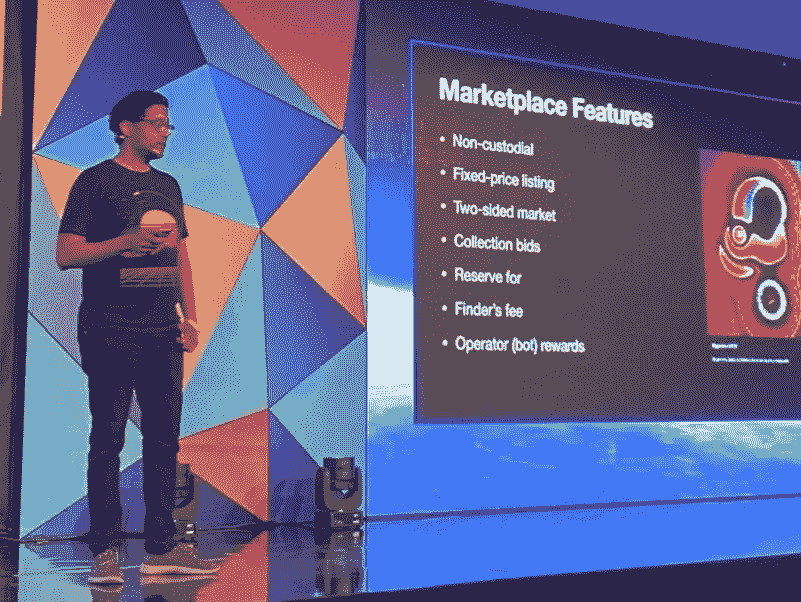 Marketplace Features
• Non-custodial
• Fixed-price listing
• Two-sided market
• Collection bids
• Reserve for
• Finder's fee
• Operator (bot) rewards